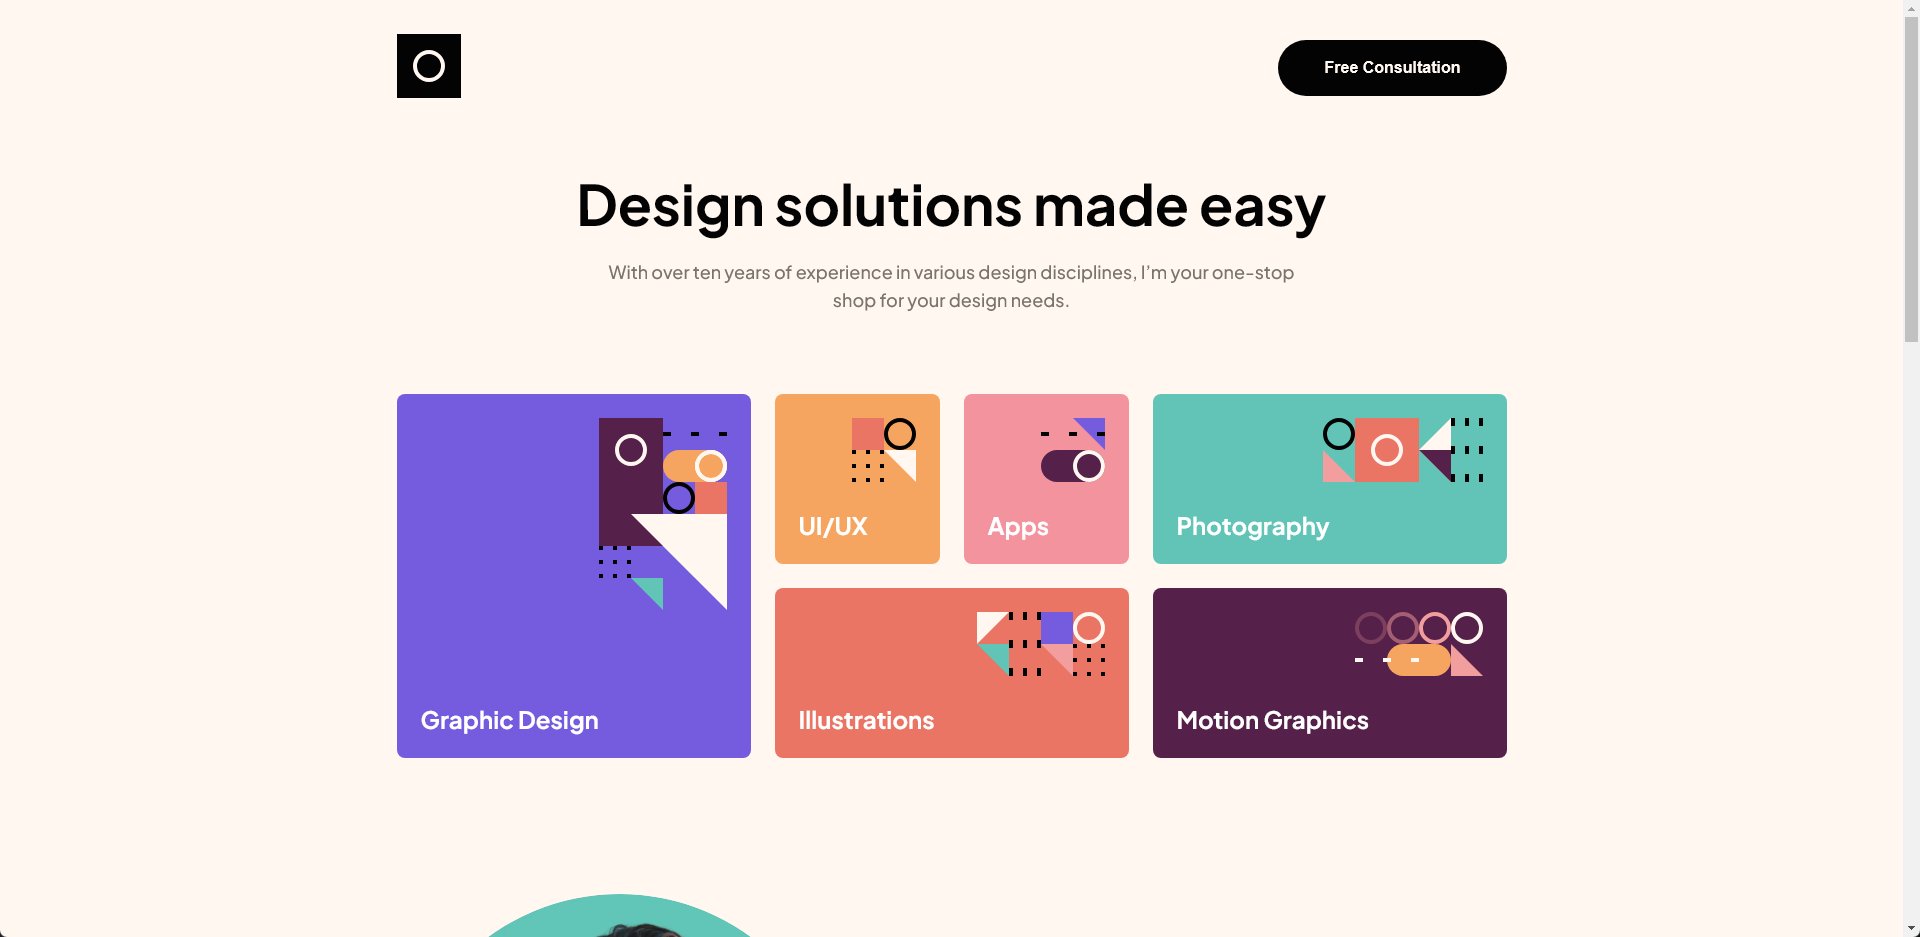 Free Consultation
Design solutions made easy
With over ten years of experience in various design disciplines, I’m your one-stop
shop for your design needs.
UI/UX
Apps
Photography
Graphic Design
Illustrations
Motion Graphics